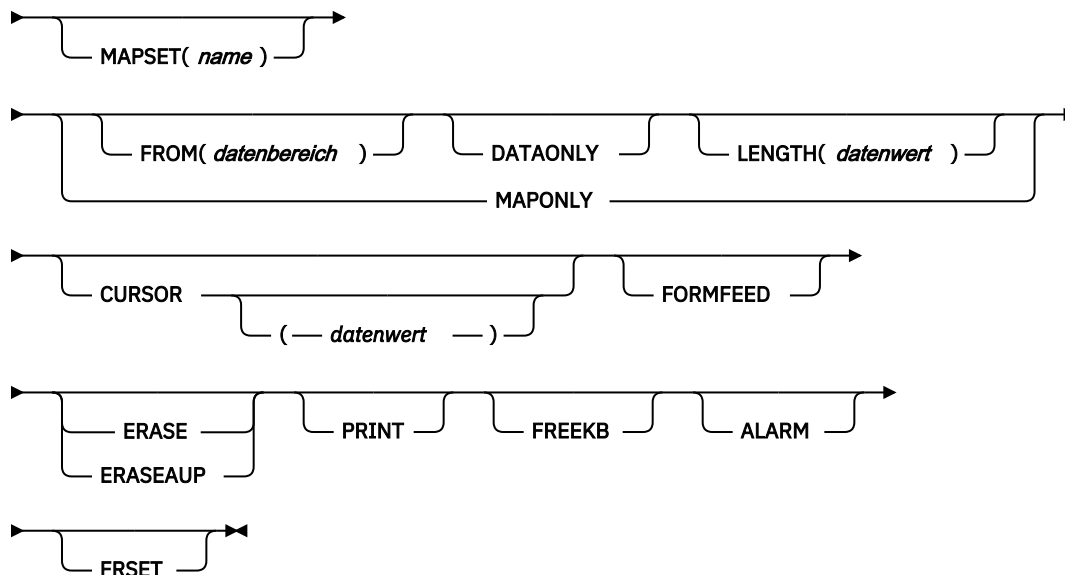 MAPSET( name )
FROM( datenbereich ) DATAONLY LENGTH( datenwert )
MAPONLY
CURSOR FORMFEED
( datenwert )
ERASE PRINT FREEKB ALARM
ERASEAUP
FRSET